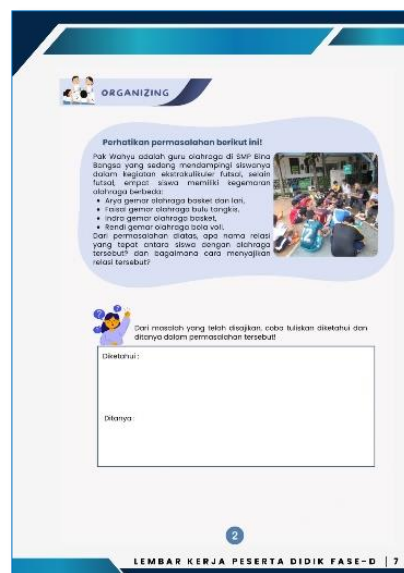 ORGANIZING
Perhatikan permasalahan berikut ini!
Pak Wahyu adalah guru olahraga di SMP Bina
Bangsa yang sedang mendampingi siswanya
dalam kegiatan ekstrakulikuler futsal, selain
futsal, empat siswa memiliki kegemaran
olahraga berbeda:
• Arya gemar olahraga basket dan lari,
• Faisal gemar olahraga bulu tangkis,
• Indra gemar olahraga basket,
• Randi gemar olahraga bola voli.
Dari permasalahan diatas, apa nama relasi
yang tepat antara siswa dengan olahraga
tersebut? dan bagaimana cara menyajikan
relasi tersebut?
Dari masalah yang telah disajikan, coba tuliskan diketahui dan
ditanya dalam permasalahan tersebut!
Diketahui :
Ditanya :
2
LEMBAR KERJA PESERTA DIDIK FASE-D | 7